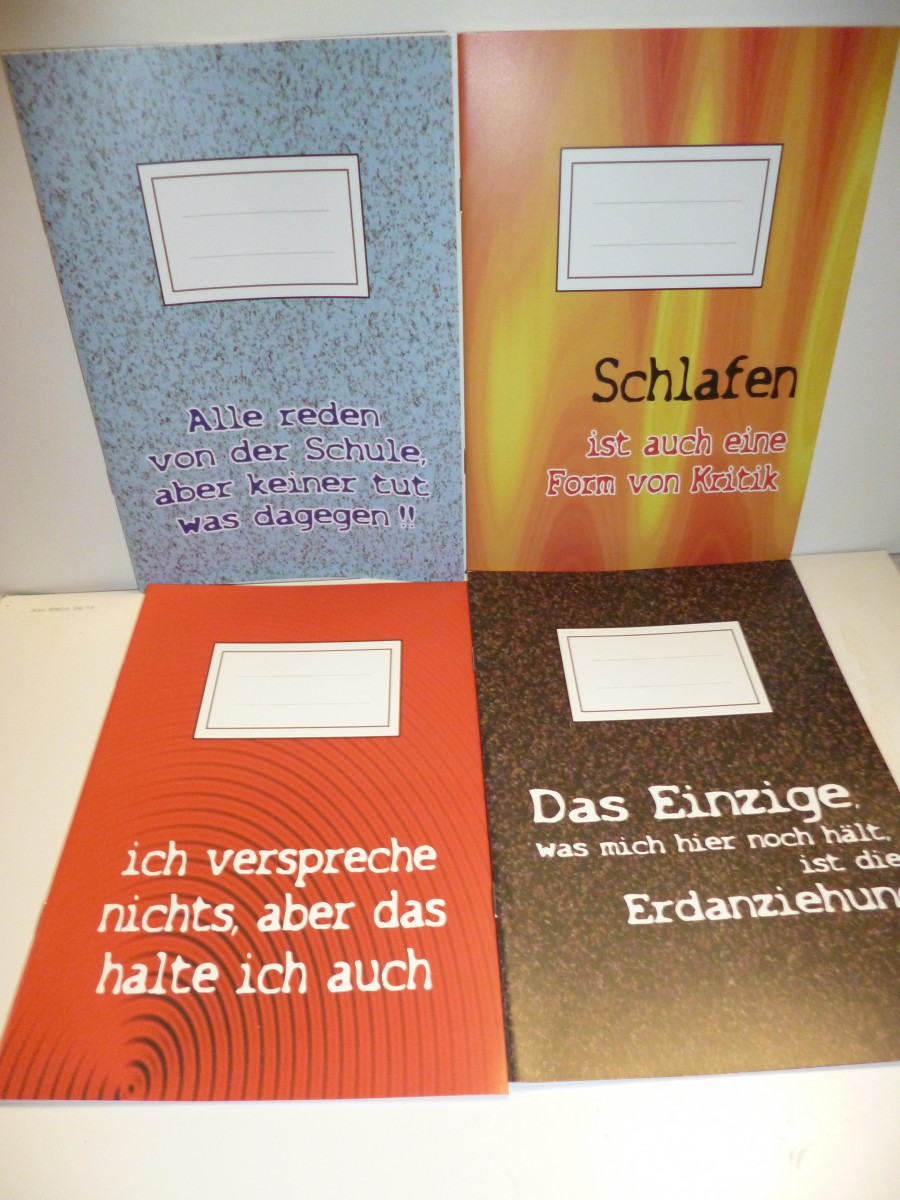 Alle reden
von der Schule,
aber keiner tut
was dagegen !!
Schlafen
ist auch eine
Form von Kritik
ich verspreche
nichts, aber das
halte ich auch
Das Einzige,
was mich hier noch hält,
ist die
Erdanziehun